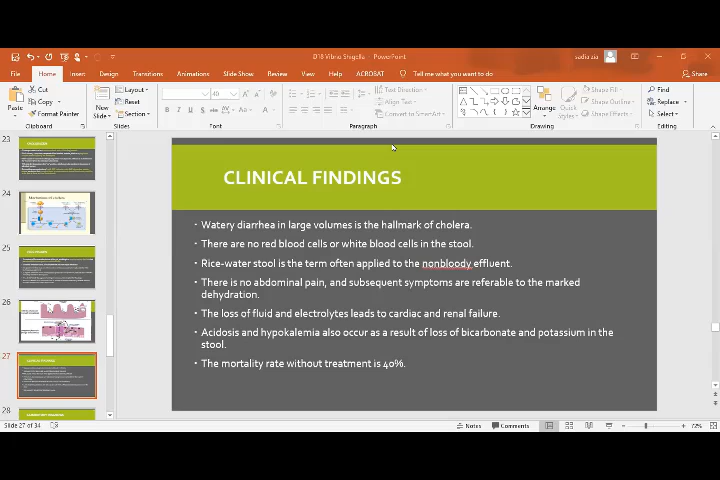 D18 Vibrio Shigella - PowerPoint
sadia zia
File Home Insert Design Transitions Animations Slide Show Review View Help ACROBAT Tell me what you want to do Share
Paste
Cut
Copy
Format Painter
Clipboard
New Slide
Layout
Reset
Section
Slides
40
Font
Text Direction
Align Text
Convert to SmartArt
Paragraph
Arrange
Quick Styles
Shape Fill
Shape Outline
Shape Effects
Drawing
Find
Replace
Select
Editing
23
24
25
26
27
CLINICAL FINDINGS
28
CLINICAL FINDINGS
• Watery diarrhea in large volumes is the hallmark of cholera.
• There are no red blood cells or white blood cells in the stool.
• Rice-water stool is the term often applied to the nonbloody effluent.
• There is no abdominal pain, and subsequent symptoms are referable to the marked
dehydration.
• The loss of fluid and electrolytes leads to cardiac and renal failure.
• Acidosis and hypokalemia also occur as a result of loss of bicarbonate and potassium in the
stool.
• The mortality rate without treatment is 40%.
Slide 27 of 34
Notes
Comments
72%